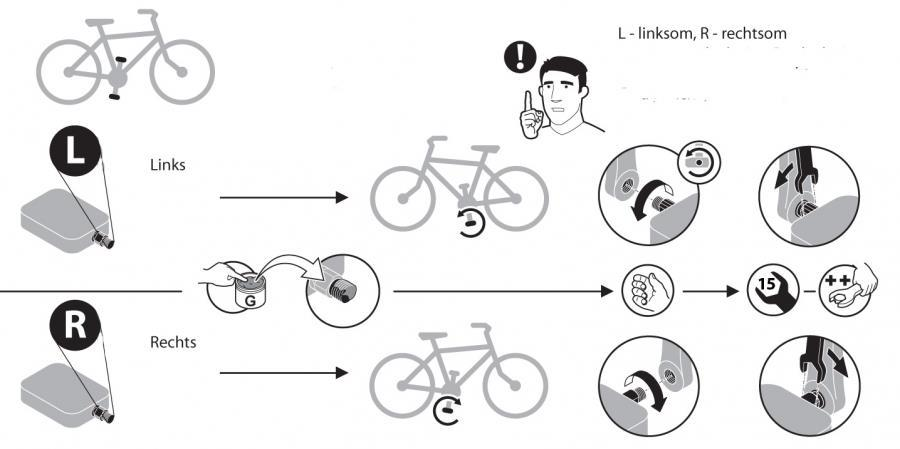 L - linksom, R - rechtsom
!
L
Links
G
15
++
R
Rechts